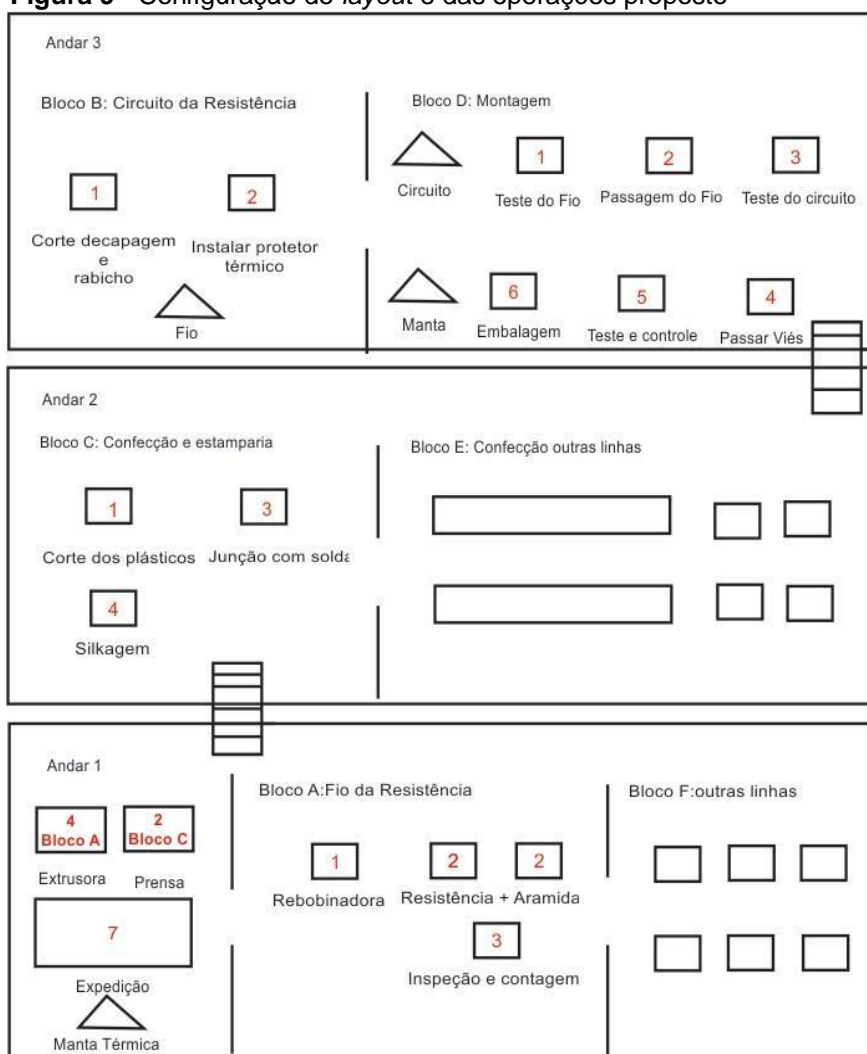 Figura - Configuração do layout e das operações proposto
Andar 3
Bloco B: Circuito da Resistência
1
2
Corte decapagem
e
rabicho
Instalar protetor
térmico
Fio
Bloco D: Montagem
Circuito
1
2
3
Teste do Fio
Passagem do Fio
Teste do circuito
Manta
6
5
4
Embalagem
Teste e controle
Passar Viés
Andar 2
Bloco C: Confecção e estamparia
1
3
Corte dos plásticos
Junção com solda
4
Silkagem
Bloco E: Confecção outras linhas
Andar 1
4
Bloco A
2
Bloco C
Extrusora
Prensa
7
Expedição
Manta Térmica
Bloco A:Fio da Resistência
1
2
2
Rebobinadora
Resistência + Aramida
3
Inspeção e contagem
Bloco F:outras linhas